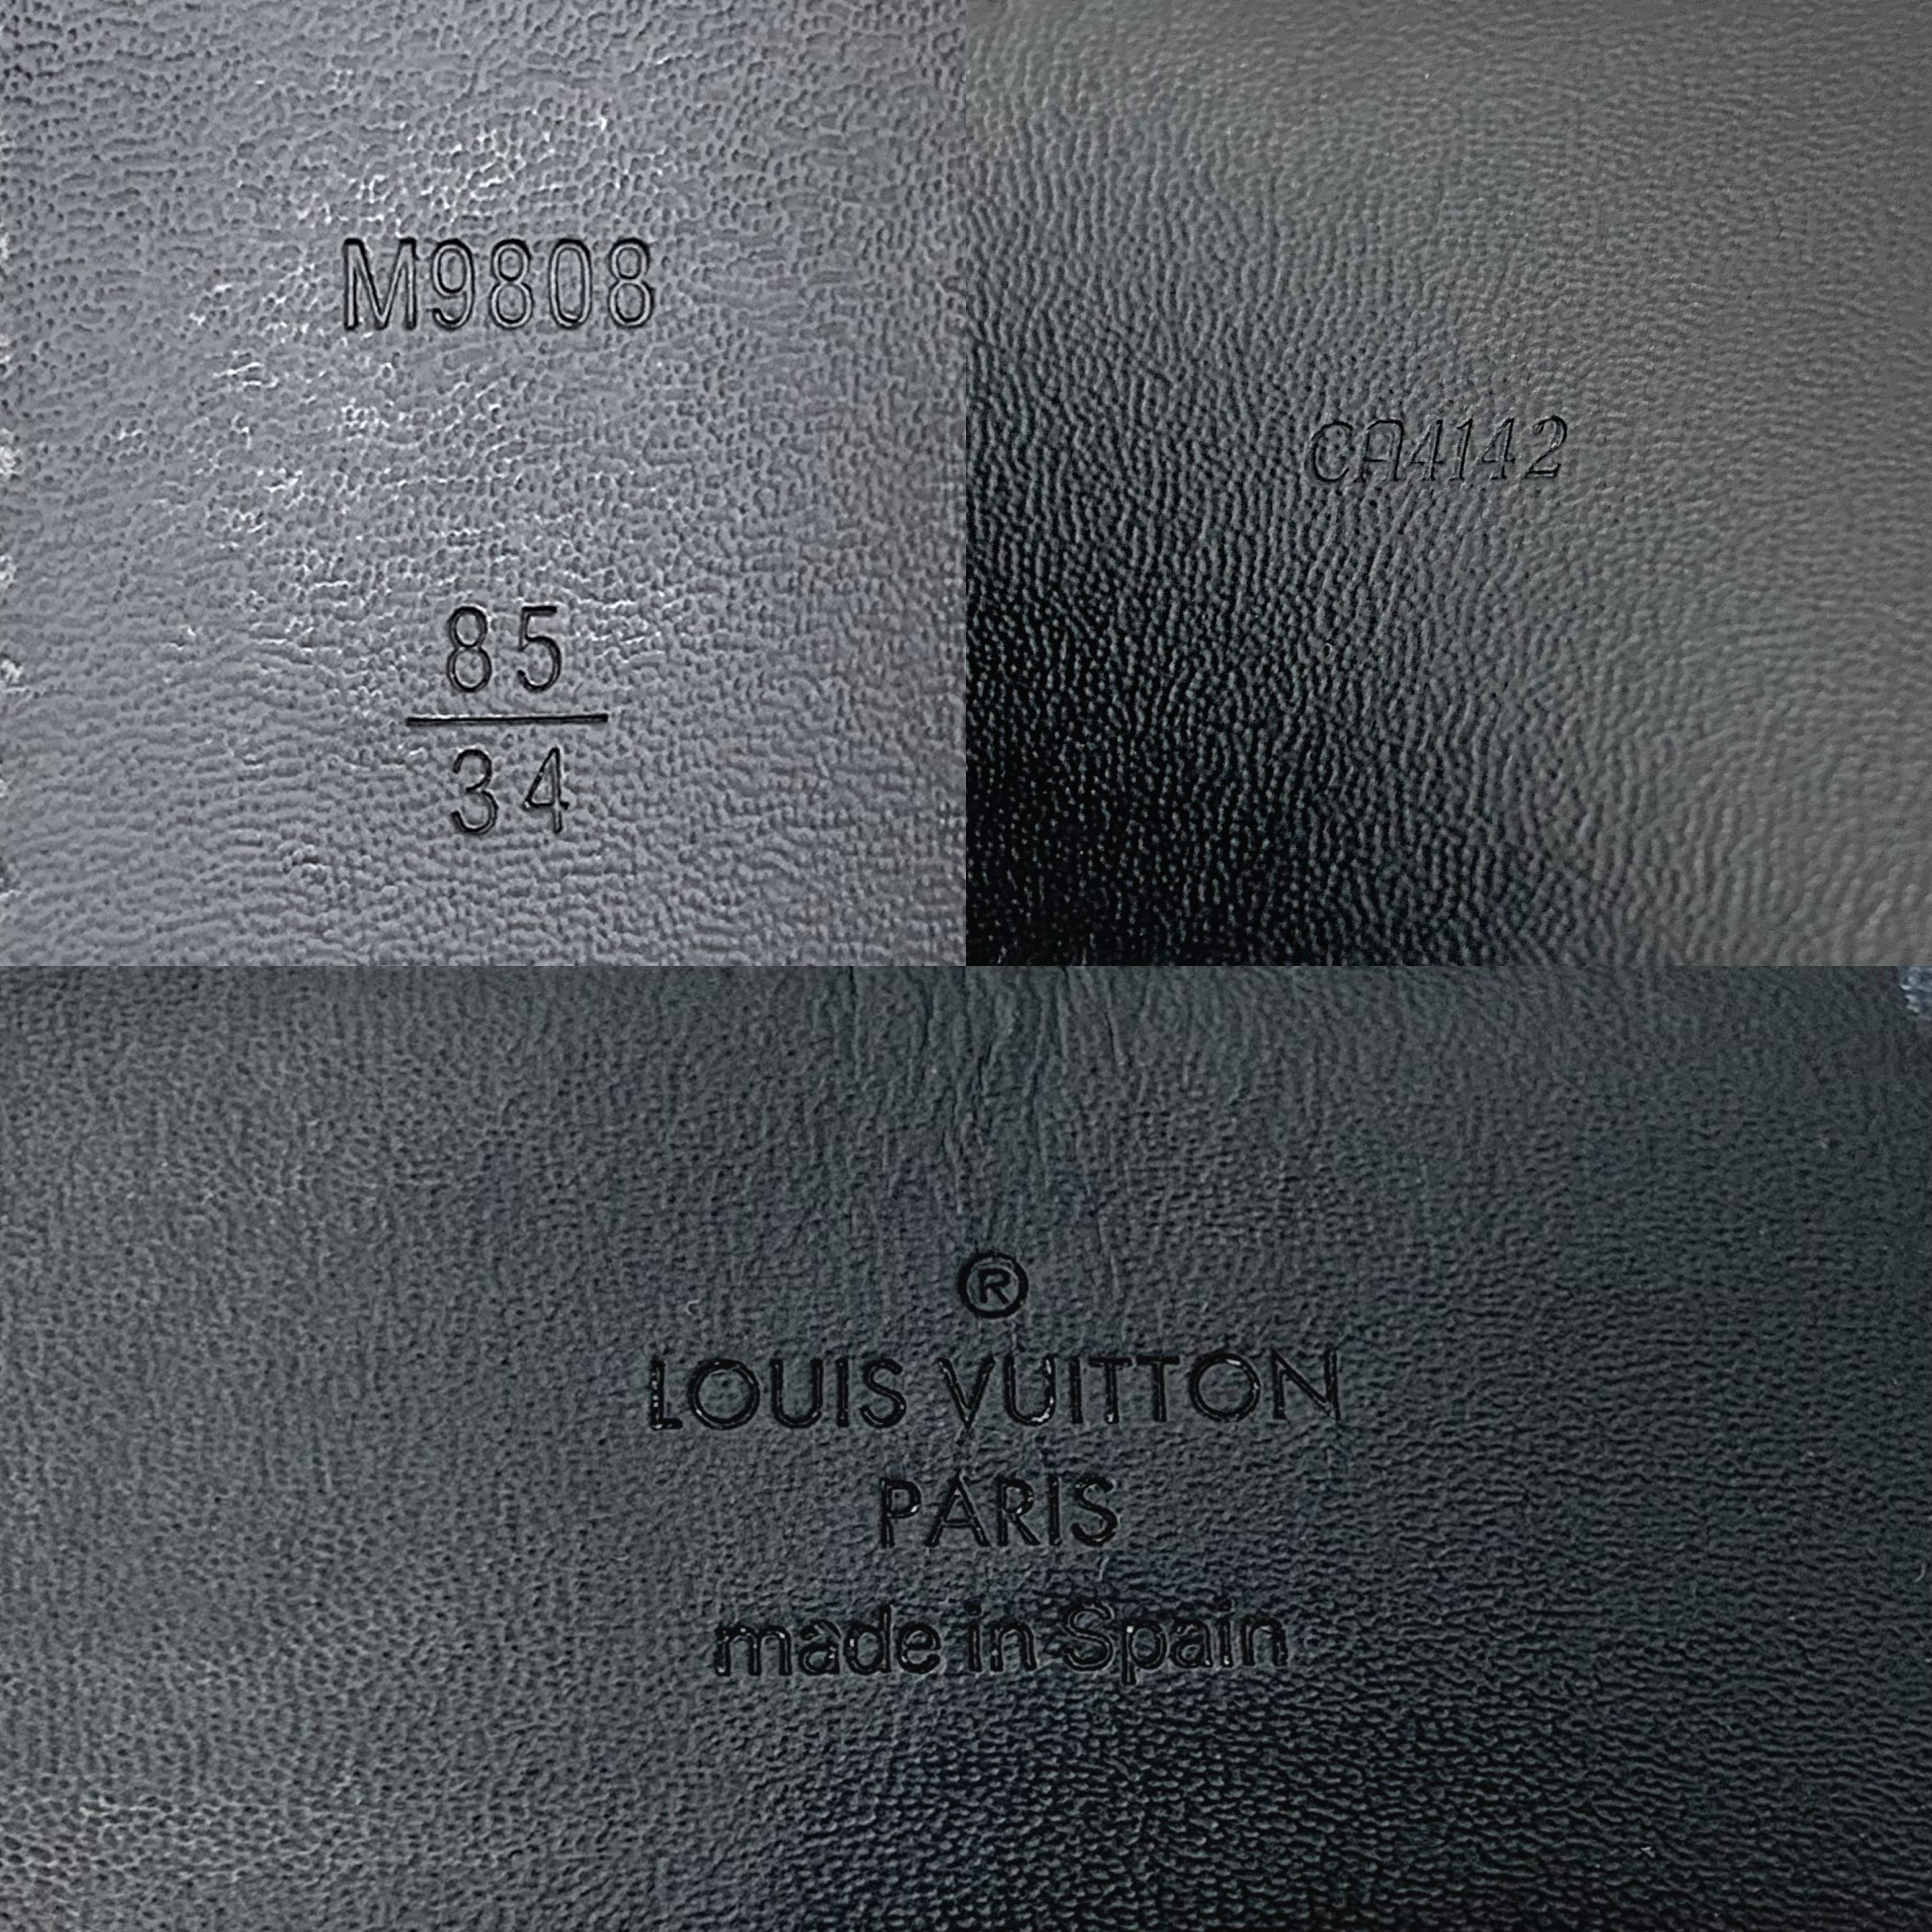 M9808
85
34
CA4142
®
LOUIS VUITTON
PARIS
made in Spain